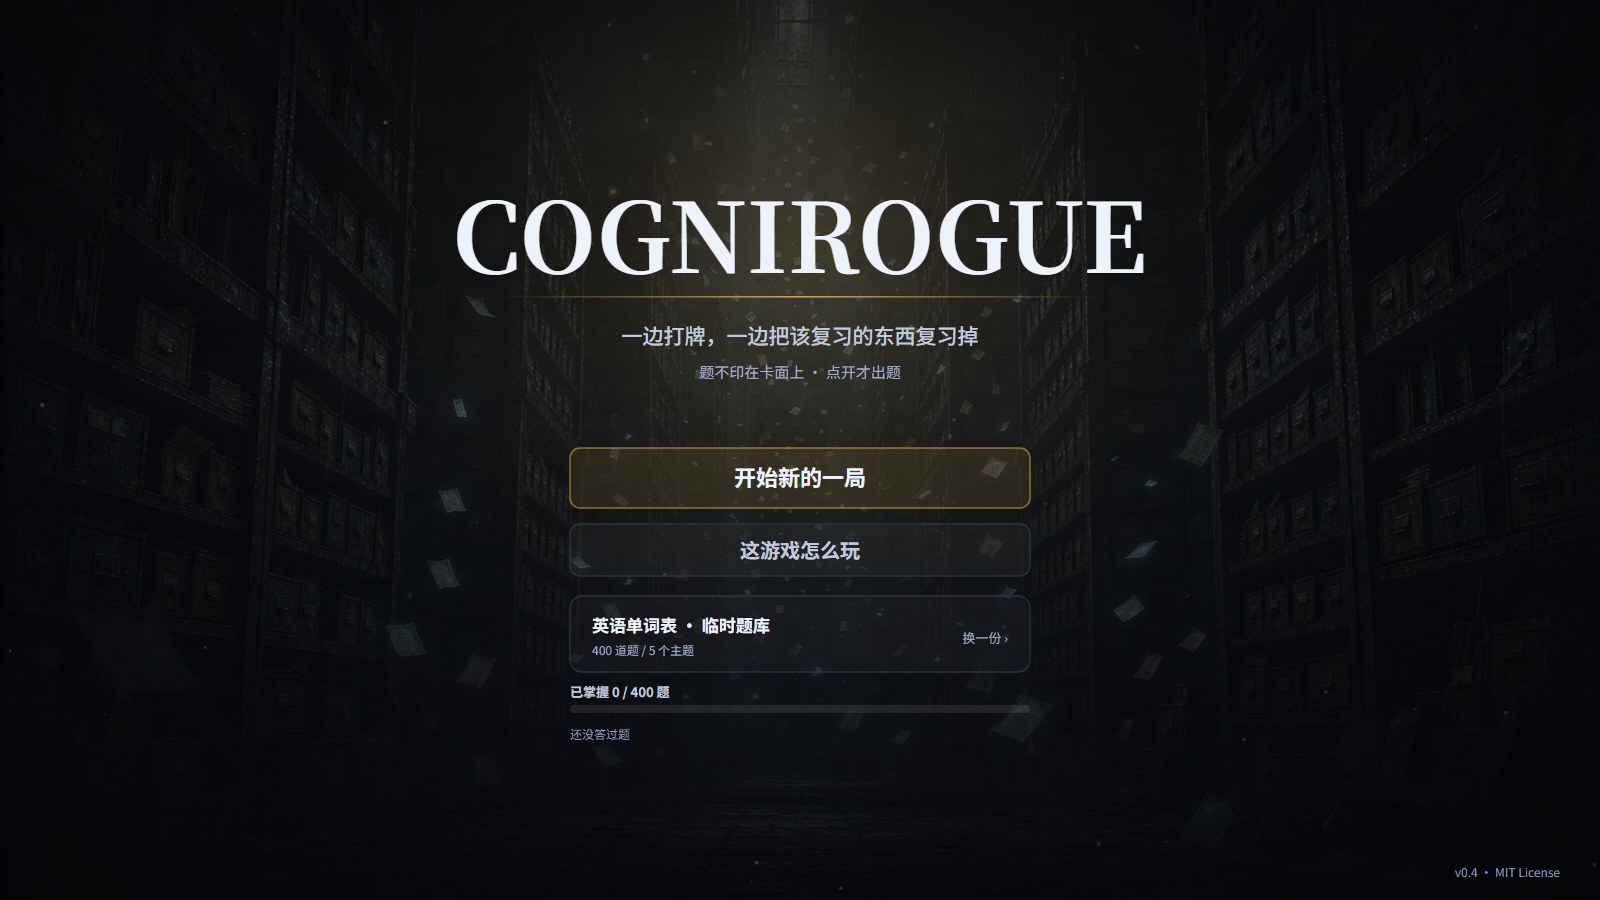 COGNIROGUE
一边打牌，一边把该复习的东西复习掉
题不印在卡面上 · 点开才出题
开始新的一局
这游戏怎么玩
英语单词表 · 临时题库
400 道题 / 5 个主题
换一份 ›
已掌握 0 / 400 题
还没答过题
v0.4 · MIT License